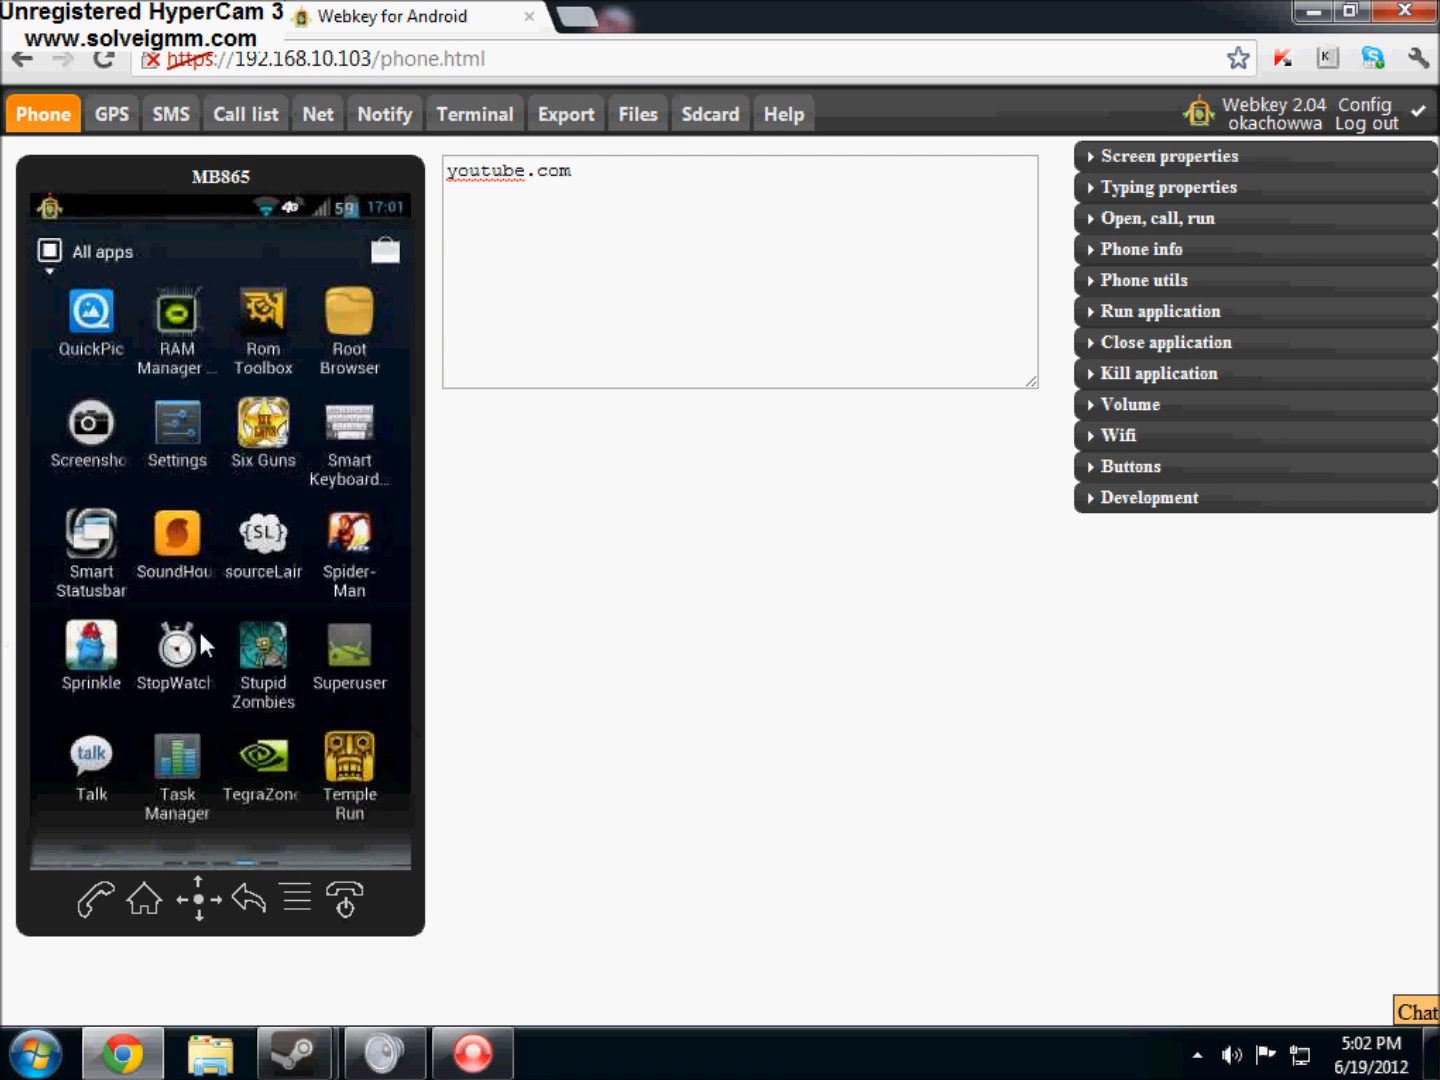 Unregistered HyperCam 3
www.solveigmm.com
Webkey for Android
https://192.168.10.103/phone.html
Phone GPS SMS Call list Net Notify Terminal Export Files Sdcard Help
Webkey 2.04 Config
okachowwa Log out
MB865
4G 59 17:01
All apps
QuickPic RAM Manager ... Rom Toolbox Root Browser
Screensho Settings Six Guns Smart Keyboard...
{SL}
Smart Statusbar SoundHou sourceLair Spider-Man
Sprinkle StopWatch Stupid Zombies Superuser
talk
Talk Task Manager TegraZone Temple Run
youtube.com
Screen properties
Typing properties
Open, call, run
Phone info
Phone utils
Run application
Close application
Kill application
Volume
Wifi
Buttons
Development
Chat
5:02 PM
6/19/2012